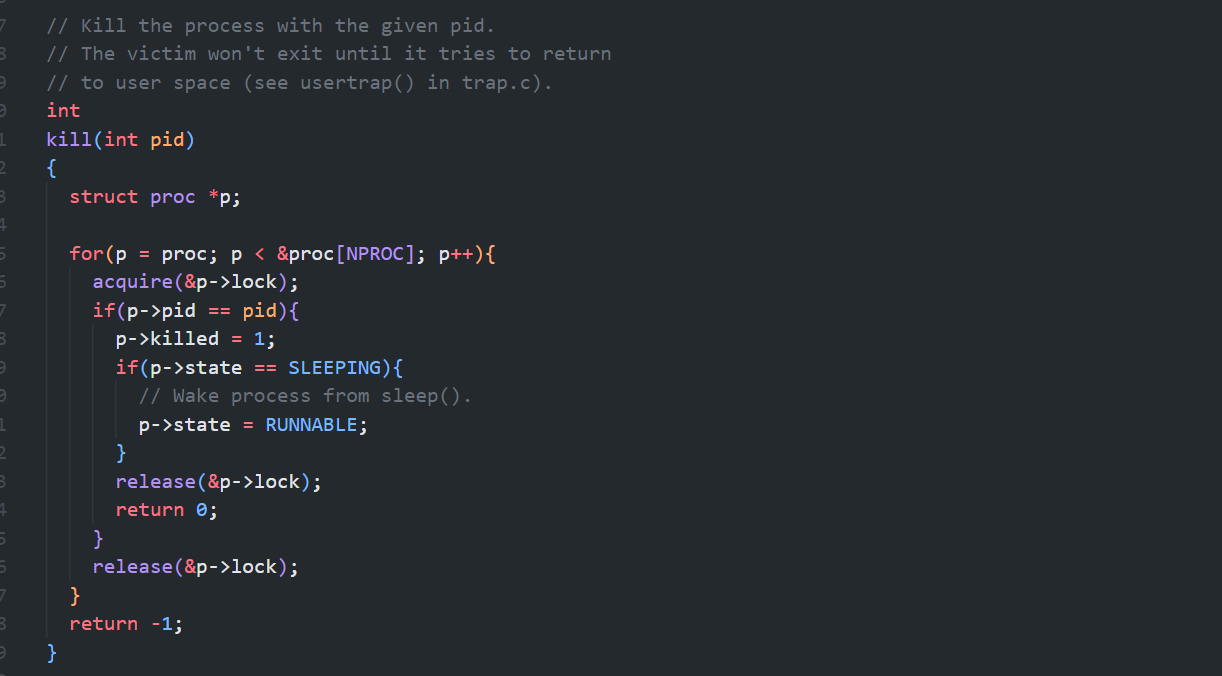 // Kill the process with the given pid.
// The victim won't exit until it tries to return
// to user space (see usertrap() in trap.c).
int
kill(int pid)
{
  struct proc *p;

  for(p = proc; p < &proc[NPROC]; p++){
    acquire(&p->lock);
    if(p->pid == pid){
      p->killed = 1;
      if(p->state == SLEEPING){
        // Wake process from sleep().
        p->state = RUNNABLE;
      }
      release(&p->lock);
      return 0;
    }
    release(&p->lock);
  }
  return -1;
}